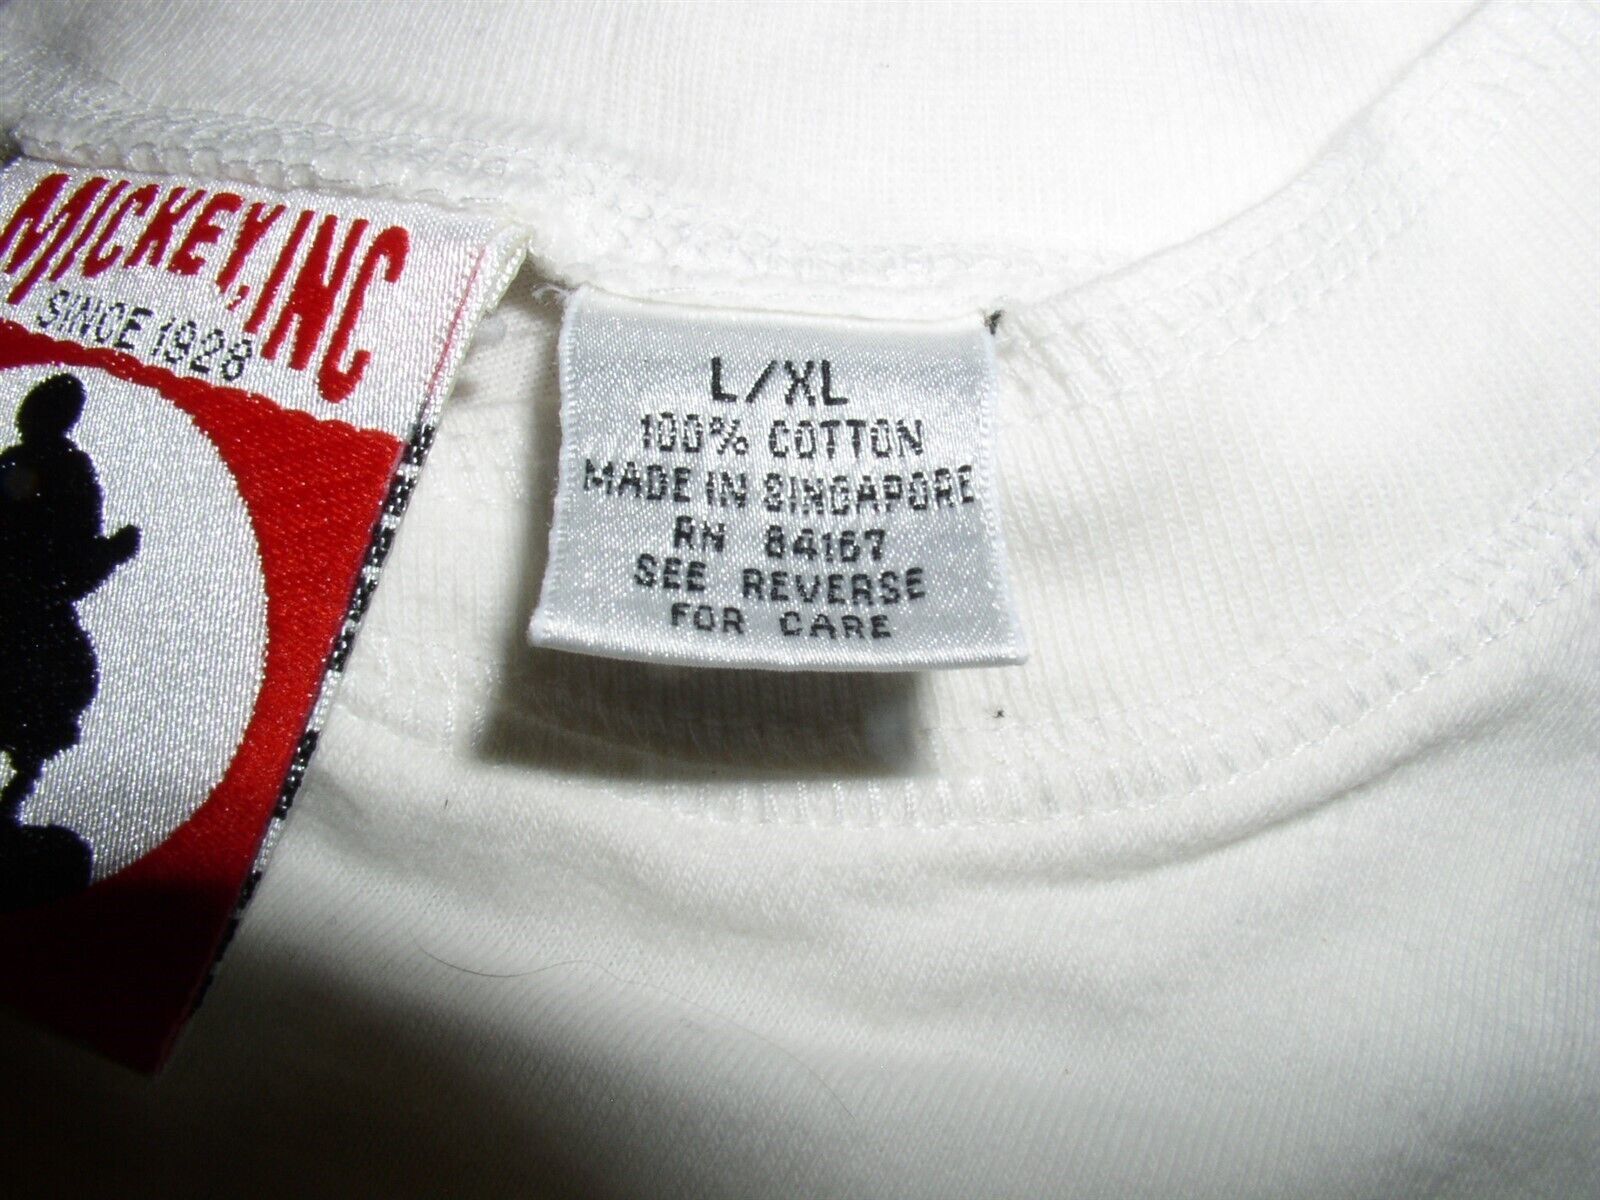 MICKEY, INC
SINCE 1928
L/XL
100% COTTON
MADE IN SINGAPORE
RN 84167
SEE REVERSE
FOR CARE